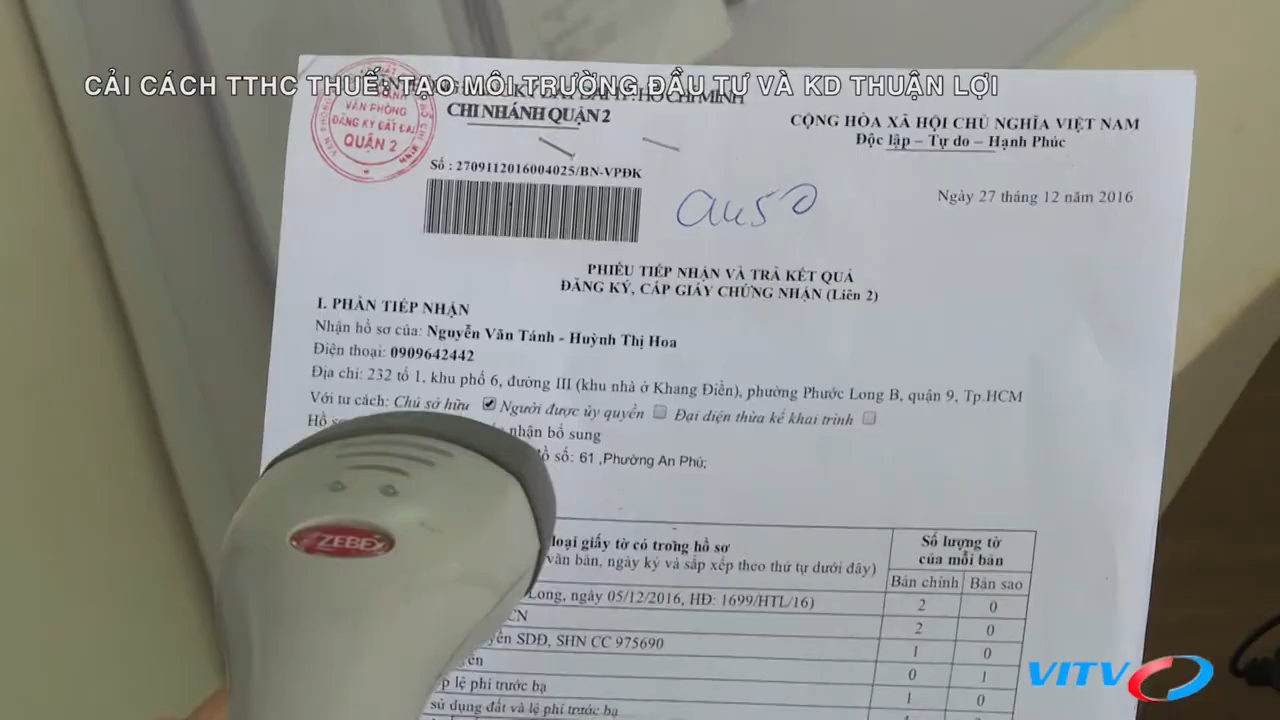 CẢI CÁCH TTHC THUẾ: TẠO MÔI TRƯỜNG ĐẦU TƯ VÀ KD THUẬN LỢI
CHI NHÁNH QUẬN 2
VĂN PHÒNG
ĐĂNG KÝ ĐẤT ĐAI
QUẬN 2
CỘNG HÒA XÃ HỘI CHỦ NGHĨA VIỆT NAM
Độc lập – Tự do – Hạnh Phúc
Số : 2709112016004025/BN-VPĐK
Ngày 27 tháng 12 năm 2016
PHIẾU TIẾP NHẬN VÀ TRẢ KẾT QUẢ
ĐĂNG KÝ, CẤP GIẤY CHỨNG NHẬN (Liên 2)
I. PHẦN TIẾP NHẬN
Nhận hồ sơ của: Nguyễn Văn Tánh - Huỳnh Thị Hoa
Điện thoại: 0909642442
Địa chỉ: 232 tổ 1, khu phố 6, đường III (khu nhà ở Khang Điền), phường Phước Long B, quận 9, Tp.HCM
Với tư cách: Chủ sở hữu Người được ủy quyền Đại diện thừa kế khai trình
Hồ nhận bổ sung
số: 61 ,Phường An Phú;
loại giấy tờ có trong hồ sơ
văn bản, ngày ký và sắp xếp theo thứ tự dưới đây)
Số lượng tờ
của mỗi bản
Bản chính Bản sao
Long, ngày 05/12/2016, HĐ: 1699/HTL/16) 2 0
CN 2 0
SDĐ, SHN CC 975690 1 0
0 1
lệ phí trước bạ 1 0
sử dụng đất và lệ phí trước bạ
ZEBEX
VITV